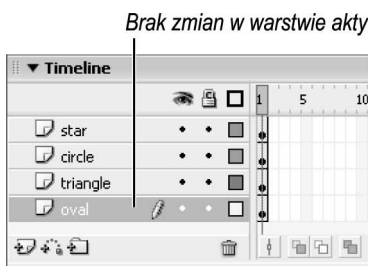 Brak zmian w warstwie akty
Timeline
1 5 10
star
circle
triangle
oval